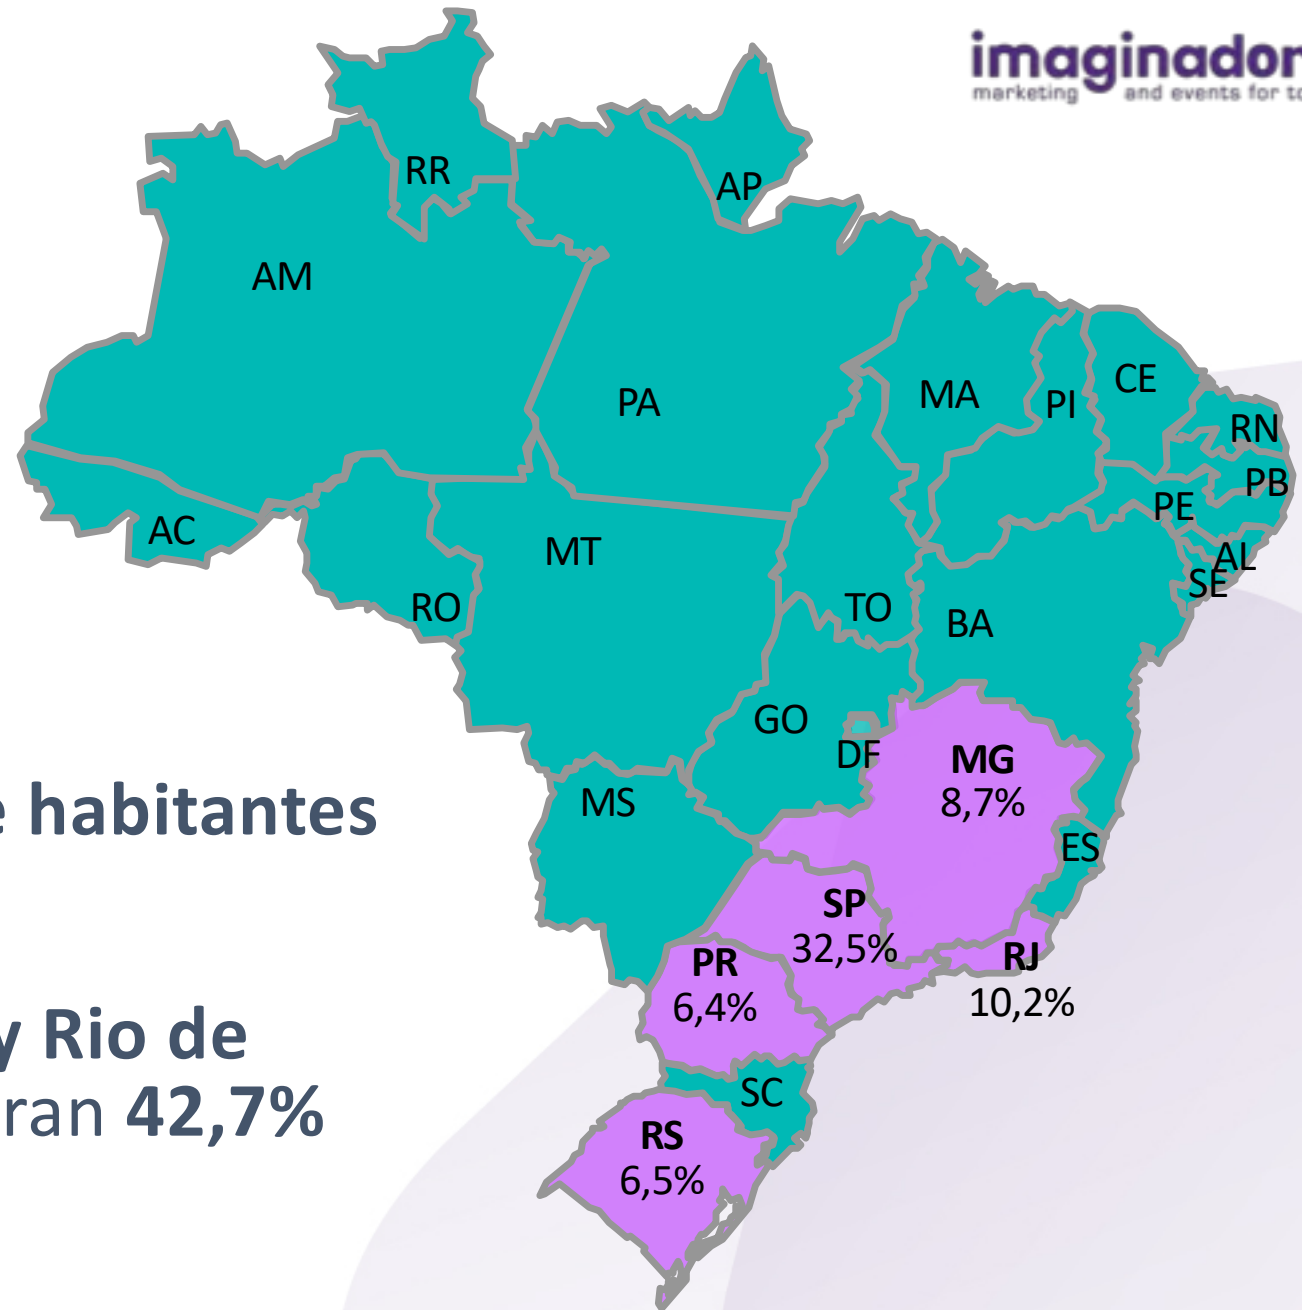 imaginador
marketing and events for to
RR
AP
AM
PA
MA
PI
CE
RN
PB
PE
AL
SE
AC
RO
MT
TO
BA
GO
DF
MG
8,7%
MS
ES
e habitantes
SP
32,5%
RJ
10,2%
PR
6,4%
y Rio de
ran 42,7%
SC
RS
6,5%